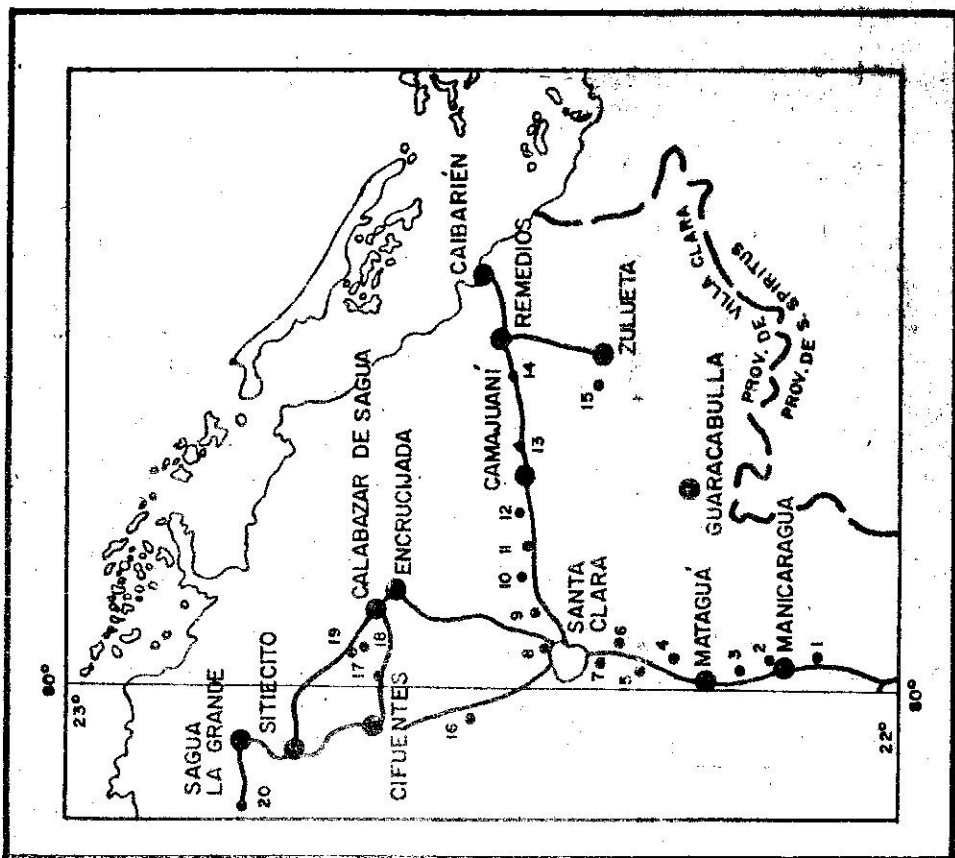 80°
23°
SAGUA
LA GRANDE
20
SITIECITO
19
17
18
CALABAZAR DE SAGUA
ENCRUCIJADA
CIFUENTES
16
CAIBARIÉN
REMEDIOS
14
CAMAJUANÍ
13
12
11
10
9
8
SANTA
CLARA
ZULUETA
15
7
6
15
4
MATAGUÁ
3
2
MANICARAGUA
1
GUARACABULLA
PROV. DE VILLA CLARA
PROV. DE S. SPIRITUS
22°
80°